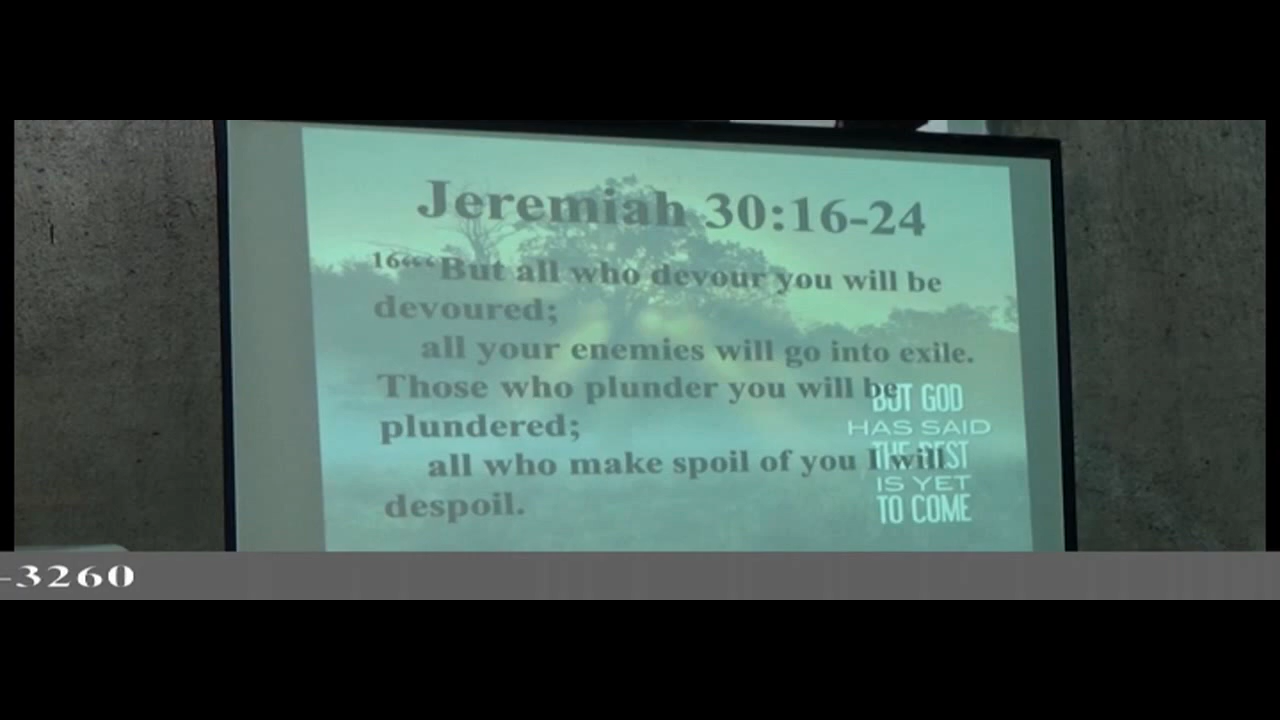 Jeremiah 30:16-24
16“‘“But all who devour you will be
devoured;
all your enemies will go into exile.
Those who plunder you will be
plundered;
all who make spoil of you I will
despoil.
BUT GOD
HAS SAID
THE BEST
IS YET
TO COME
-3260